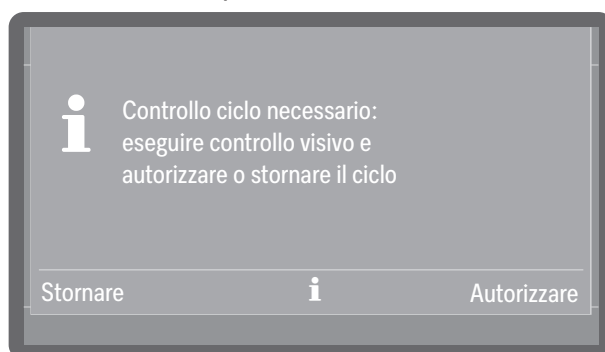 Controllo ciclo necessario:
eseguire controllo visivo e
autorizzare o stornare il ciclo
Stornare i Autorizzare